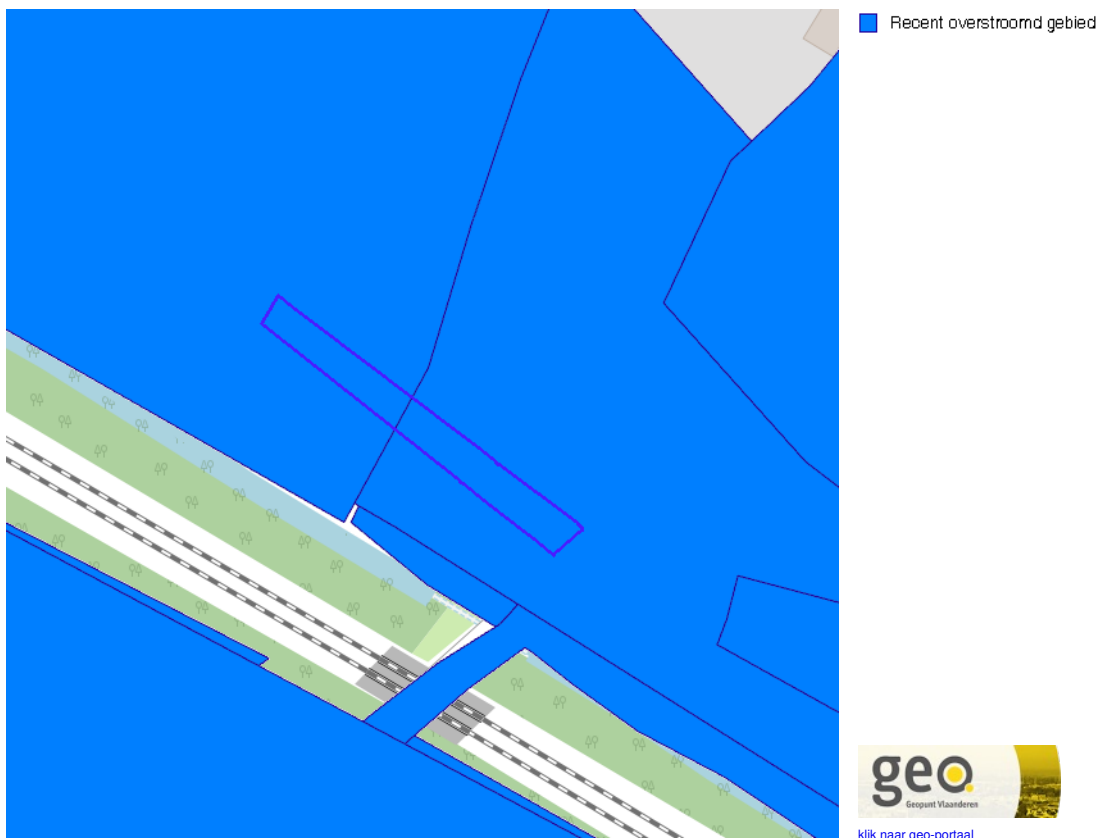 Recent overstroomd gebied
geo.
Geopunt Vlaanderen
klik naar geo-portaal